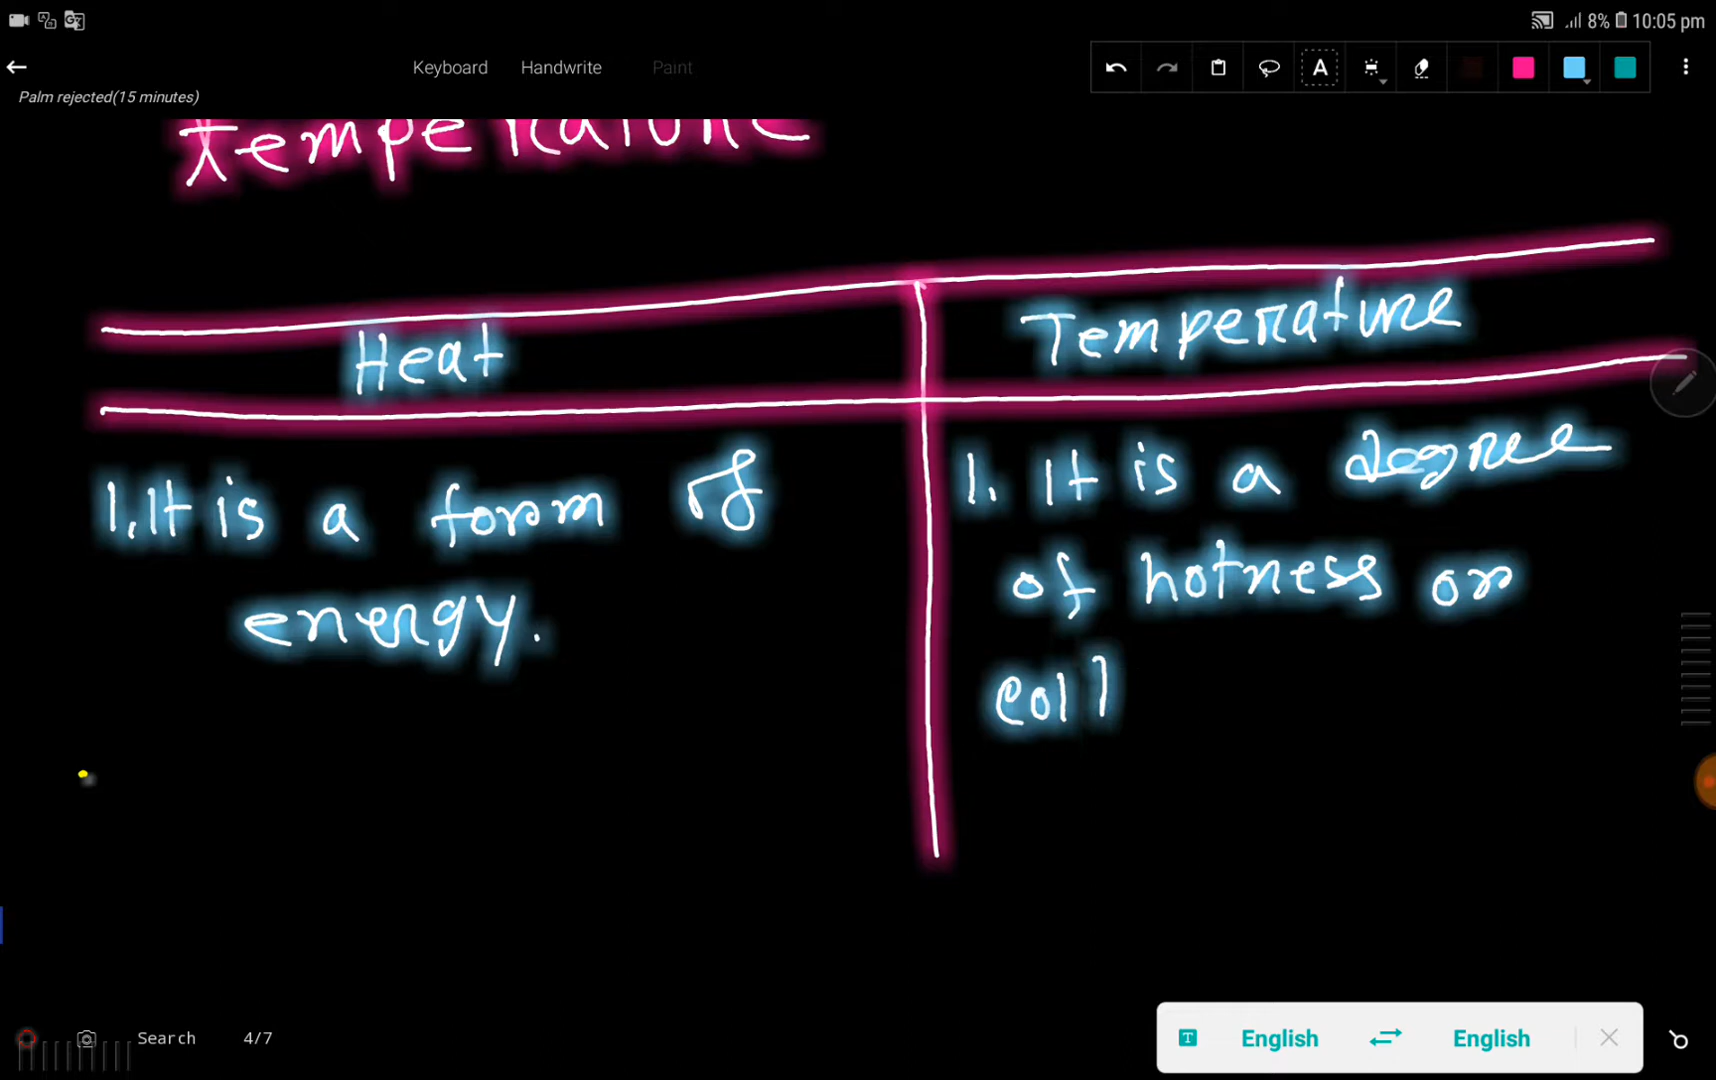 8% 10:05 pm
Keyboard Handwrite Paint
A
Palm rejected(15 minutes)
Temperature
Heat
Temperature
1. It is a form of
energy.
1. It is a degree
of hotness or
Search 4/7
T English English